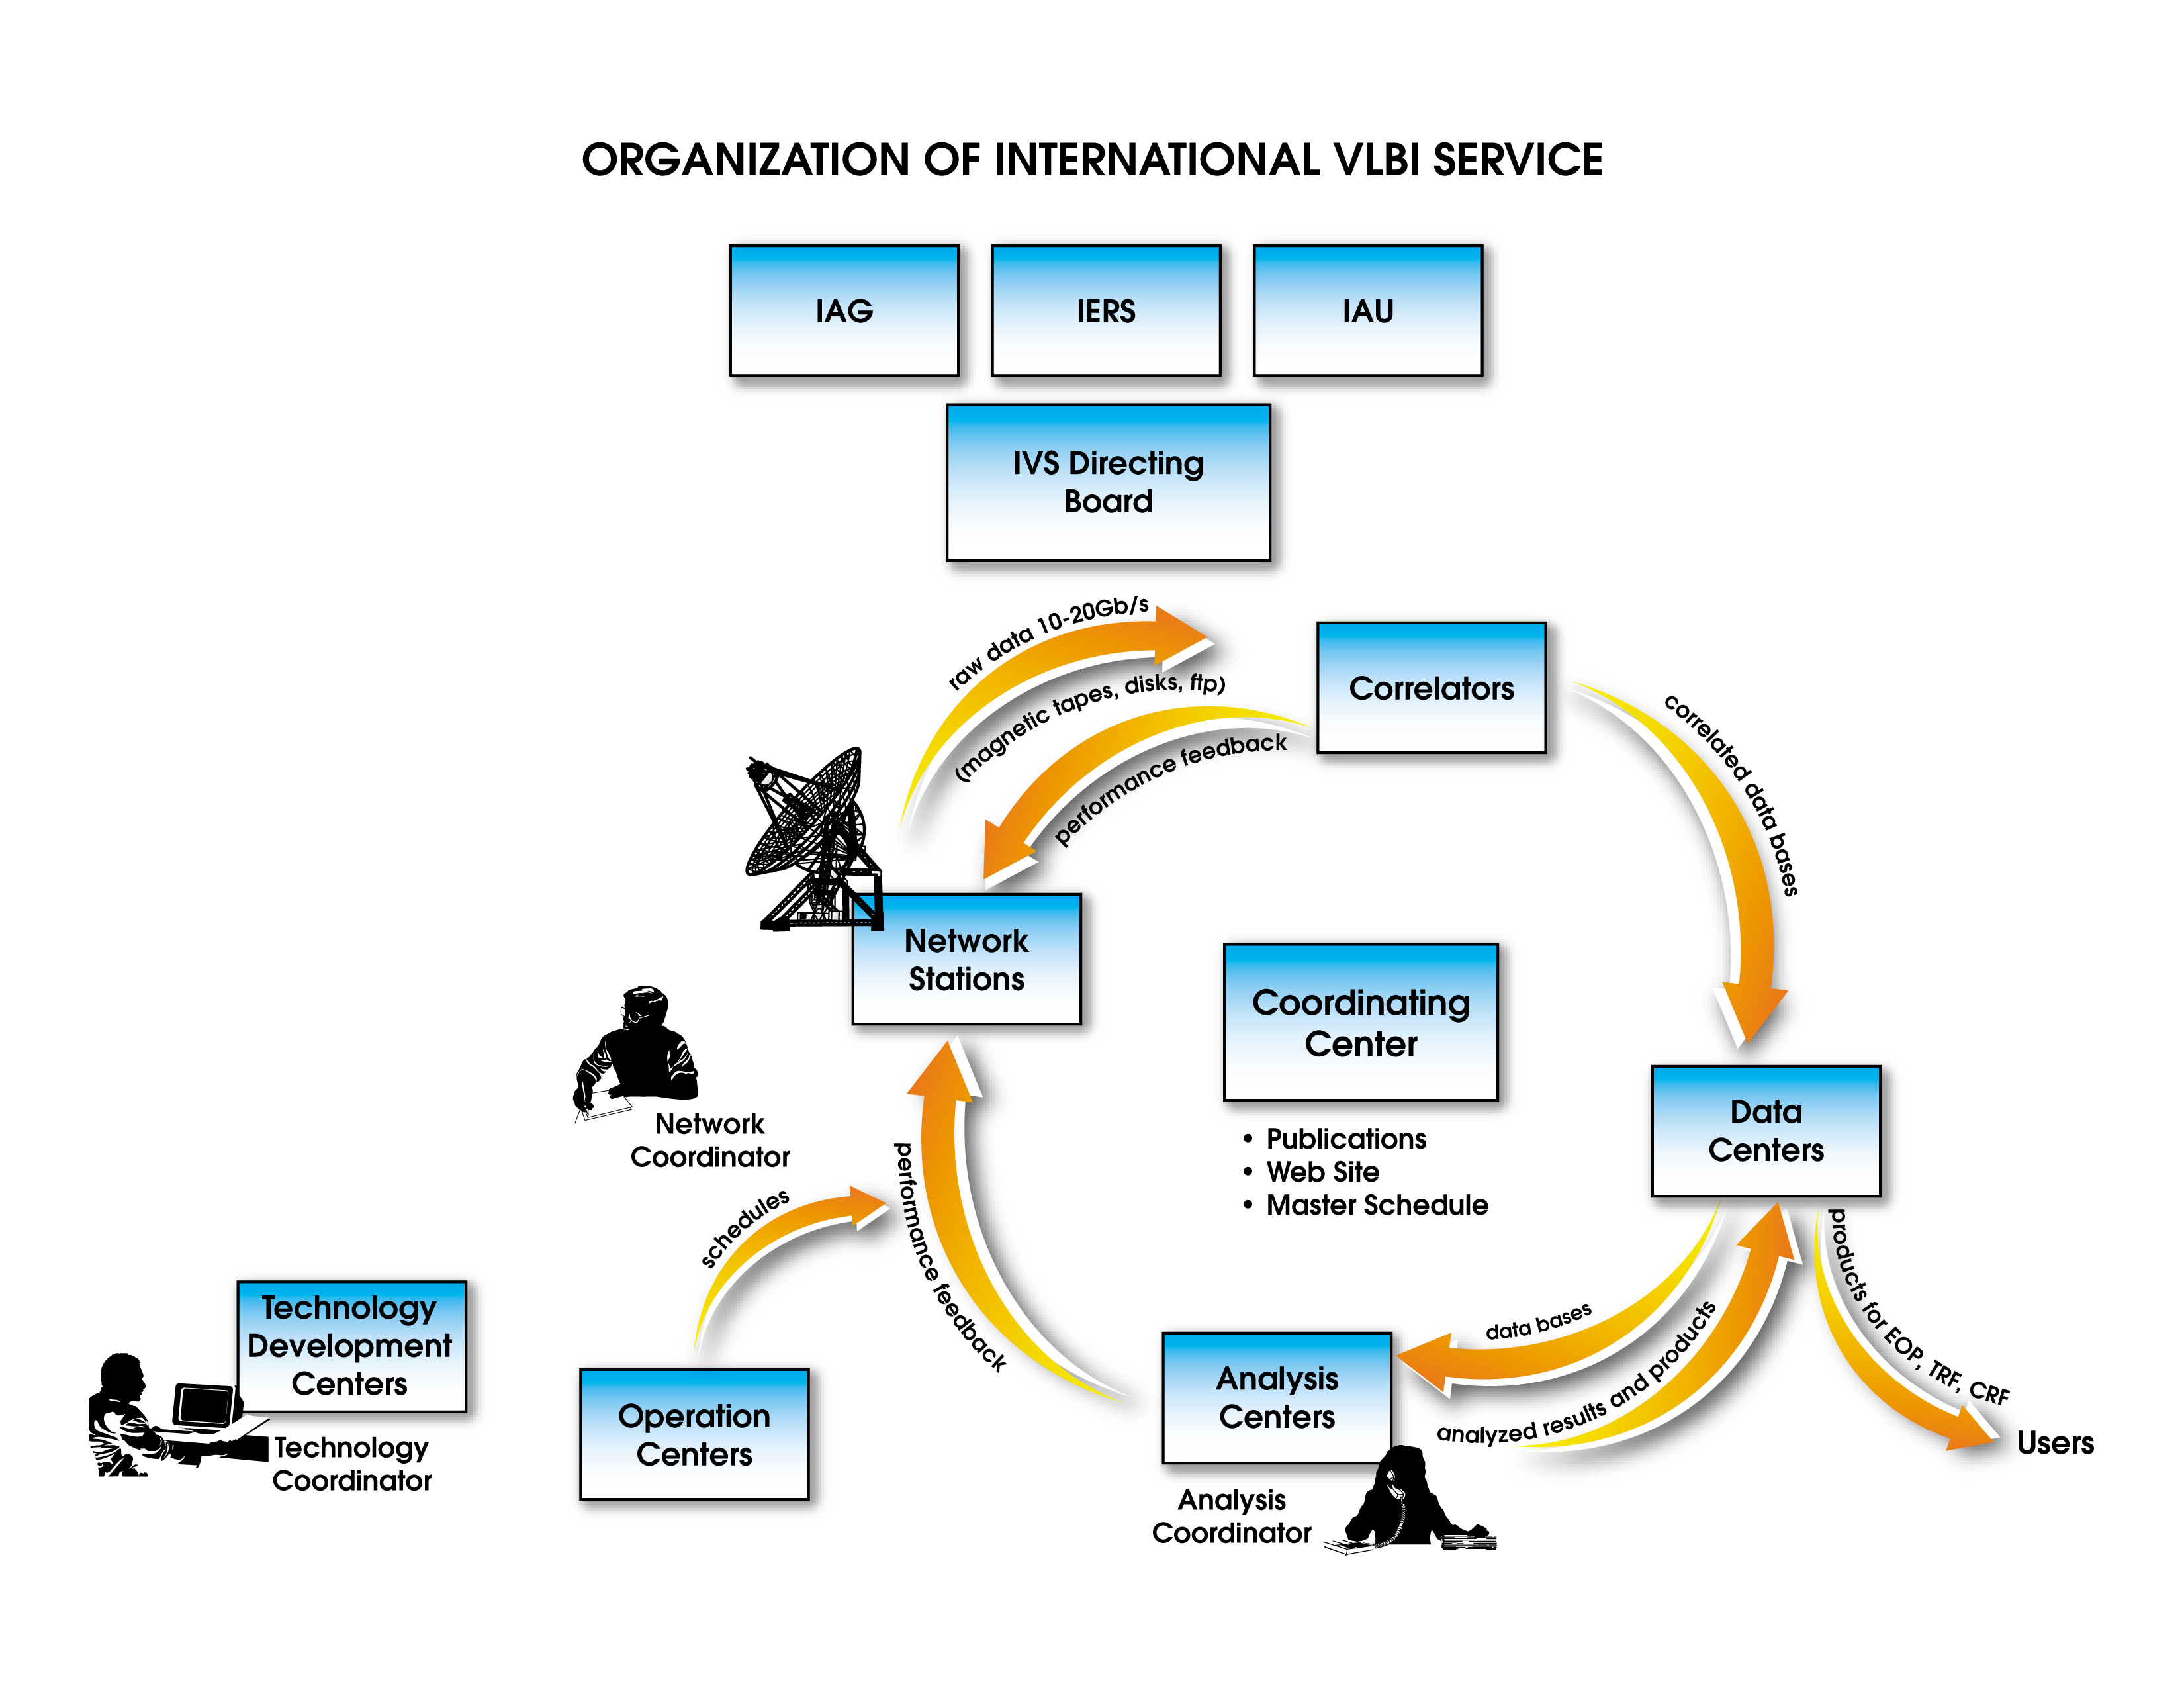 ORGANIZATION OF INTERNATIONAL VLBI SERVICE
IAG
IERS
IAU
IVS Directing
Board
raw data 10-20Gb/s
(magnetic tapes, disks, ftp)
performance feedback
Correlators
correlated data bases
Network
Stations
Coordinating
Center
• Publications
• Web Site
• Master Schedule
Network
Coordinator
Data
Centers
schedules
performance feedback
products for EOP, TRF, CRF
Users
data bases
analyzed results and products
Technology
Development
Centers
Technology
Coordinator
Operation
Centers
Analysis
Centers
Analysis
Coordinator